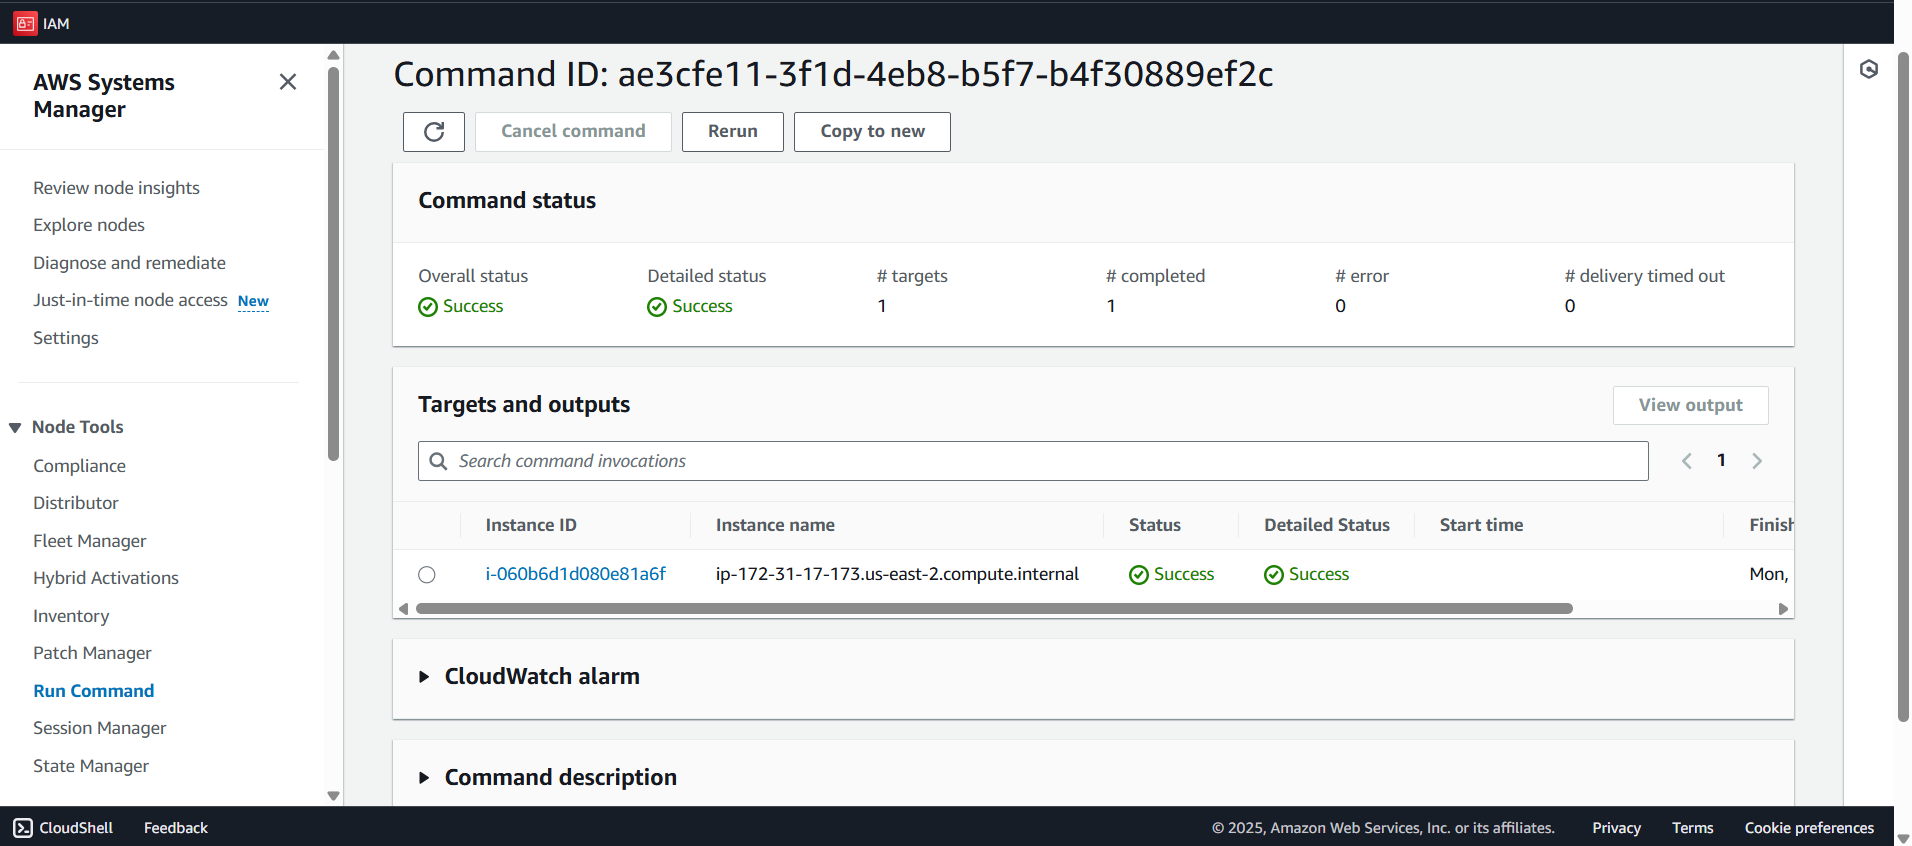 IAM
AWS Systems
Manager
Review node insights
Explore nodes
Diagnose and remediate
Just-in-time node access New
Settings
Node Tools
Compliance
Distributor
Fleet Manager
Hybrid Activations
Inventory
Patch Manager
Run Command
Session Manager
State Manager
Command ID: ae3cfe11-3f1d-4eb8-b5f7-b4f30889ef2c
Cancel command Rerun Copy to new
Command status
Overall status Detailed status # targets # completed # error # delivery timed out
Success Success 1 1 0 0
Targets and outputs View output
Search command invocations 1
Instance ID Instance name Status Detailed Status Start time Finish
i-060b6d1d080e81a6f ip-172-31-17-173.us-east-2.compute.internal Success Success Mon,
CloudWatch alarm
Command description
CloudShell Feedback © 2025, Amazon Web Services, Inc. or its affiliates. Privacy Terms Cookie preferences